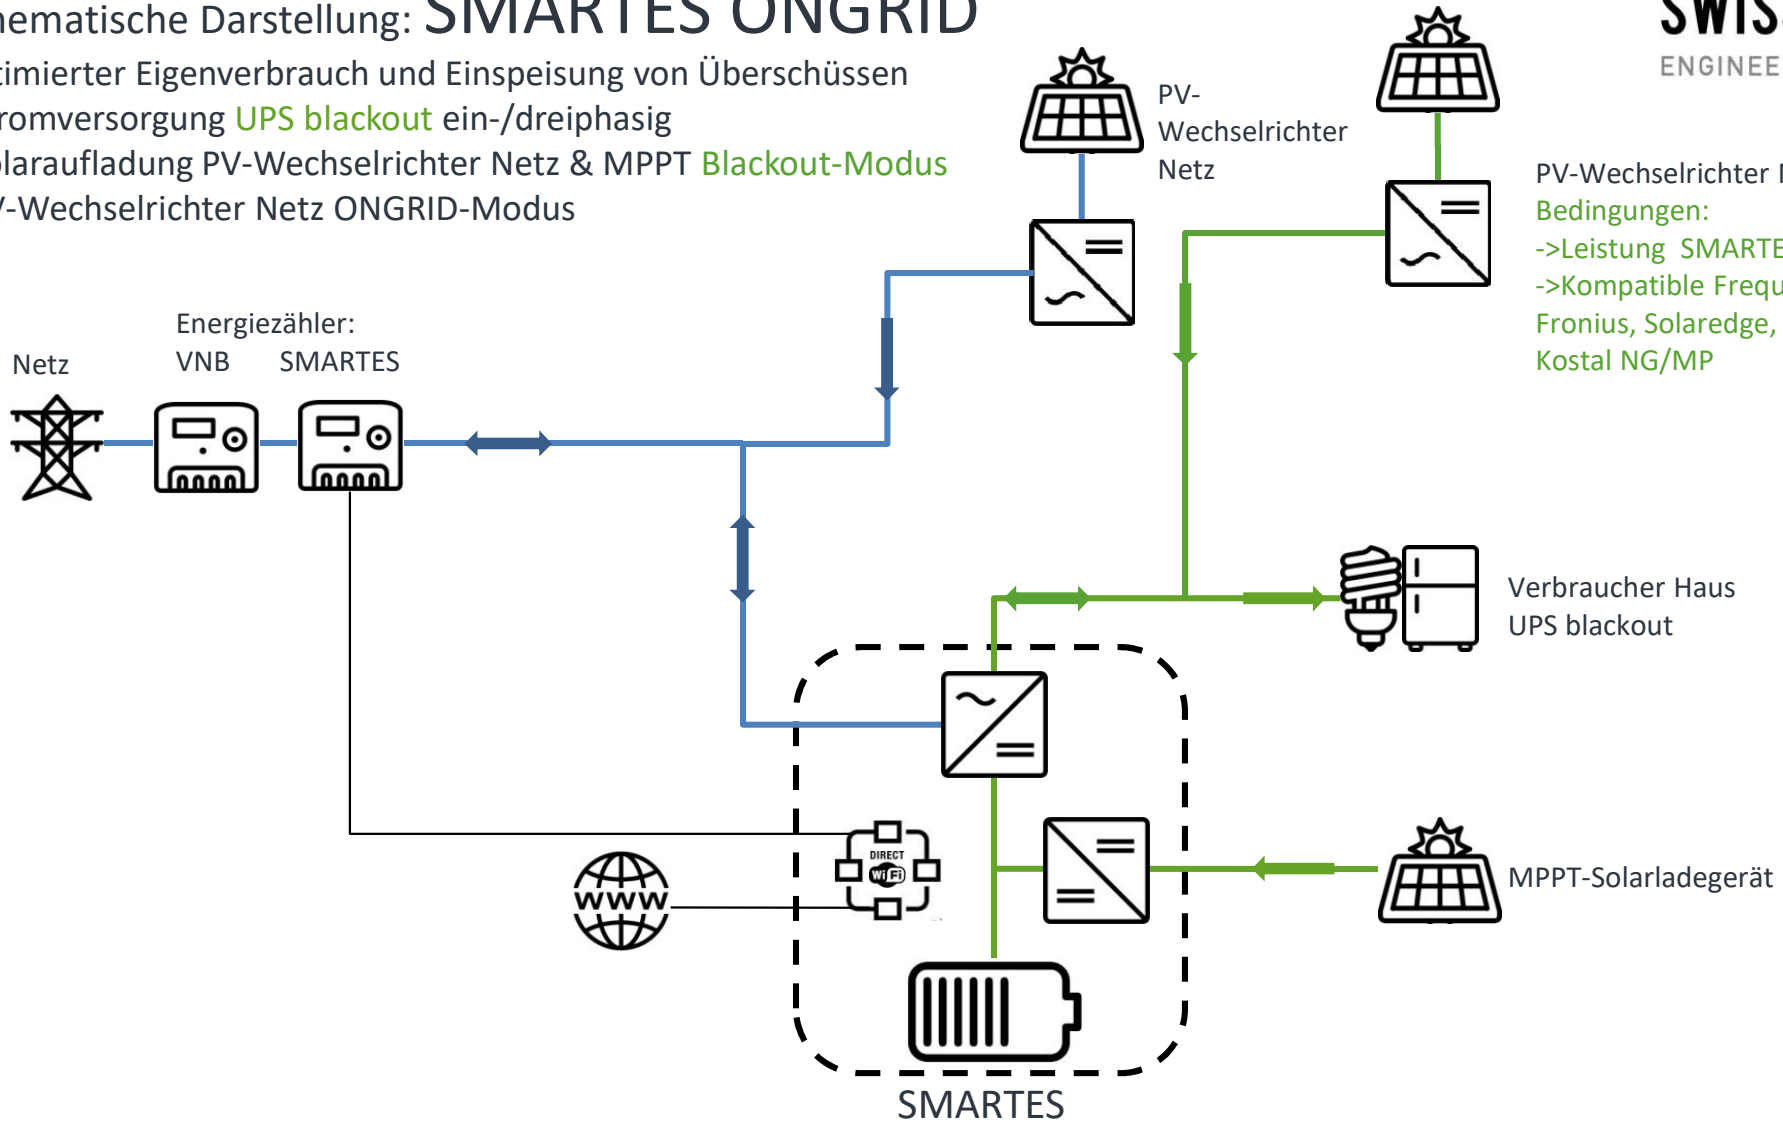 hematische Darstellung: SMARTES ONGRID
timierter Eigenverbrauch und Einspeisung von Überschüssen
romversorgung UPS blackout ein-/dreiphasig
laraufladung PV-Wechselrichter Netz & MPPT Blackout-Modus
-Wechselrichter Netz ONGRID-Modus
SWISS
ENGINEE
PV-
Wechselrichter
Netz
PV-Wechselrichter
Bedingungen:
->Leistung SMARTE
->Kompatible Frequ
Fronius, Solaredge,
Kostal NG/MP
Energiezähler:
VNB SMARTES
Netz
Verbraucher Haus
UPS blackout
DIRECT
WiFi
WWW
MPPT-Solarladegerät
SMARTES